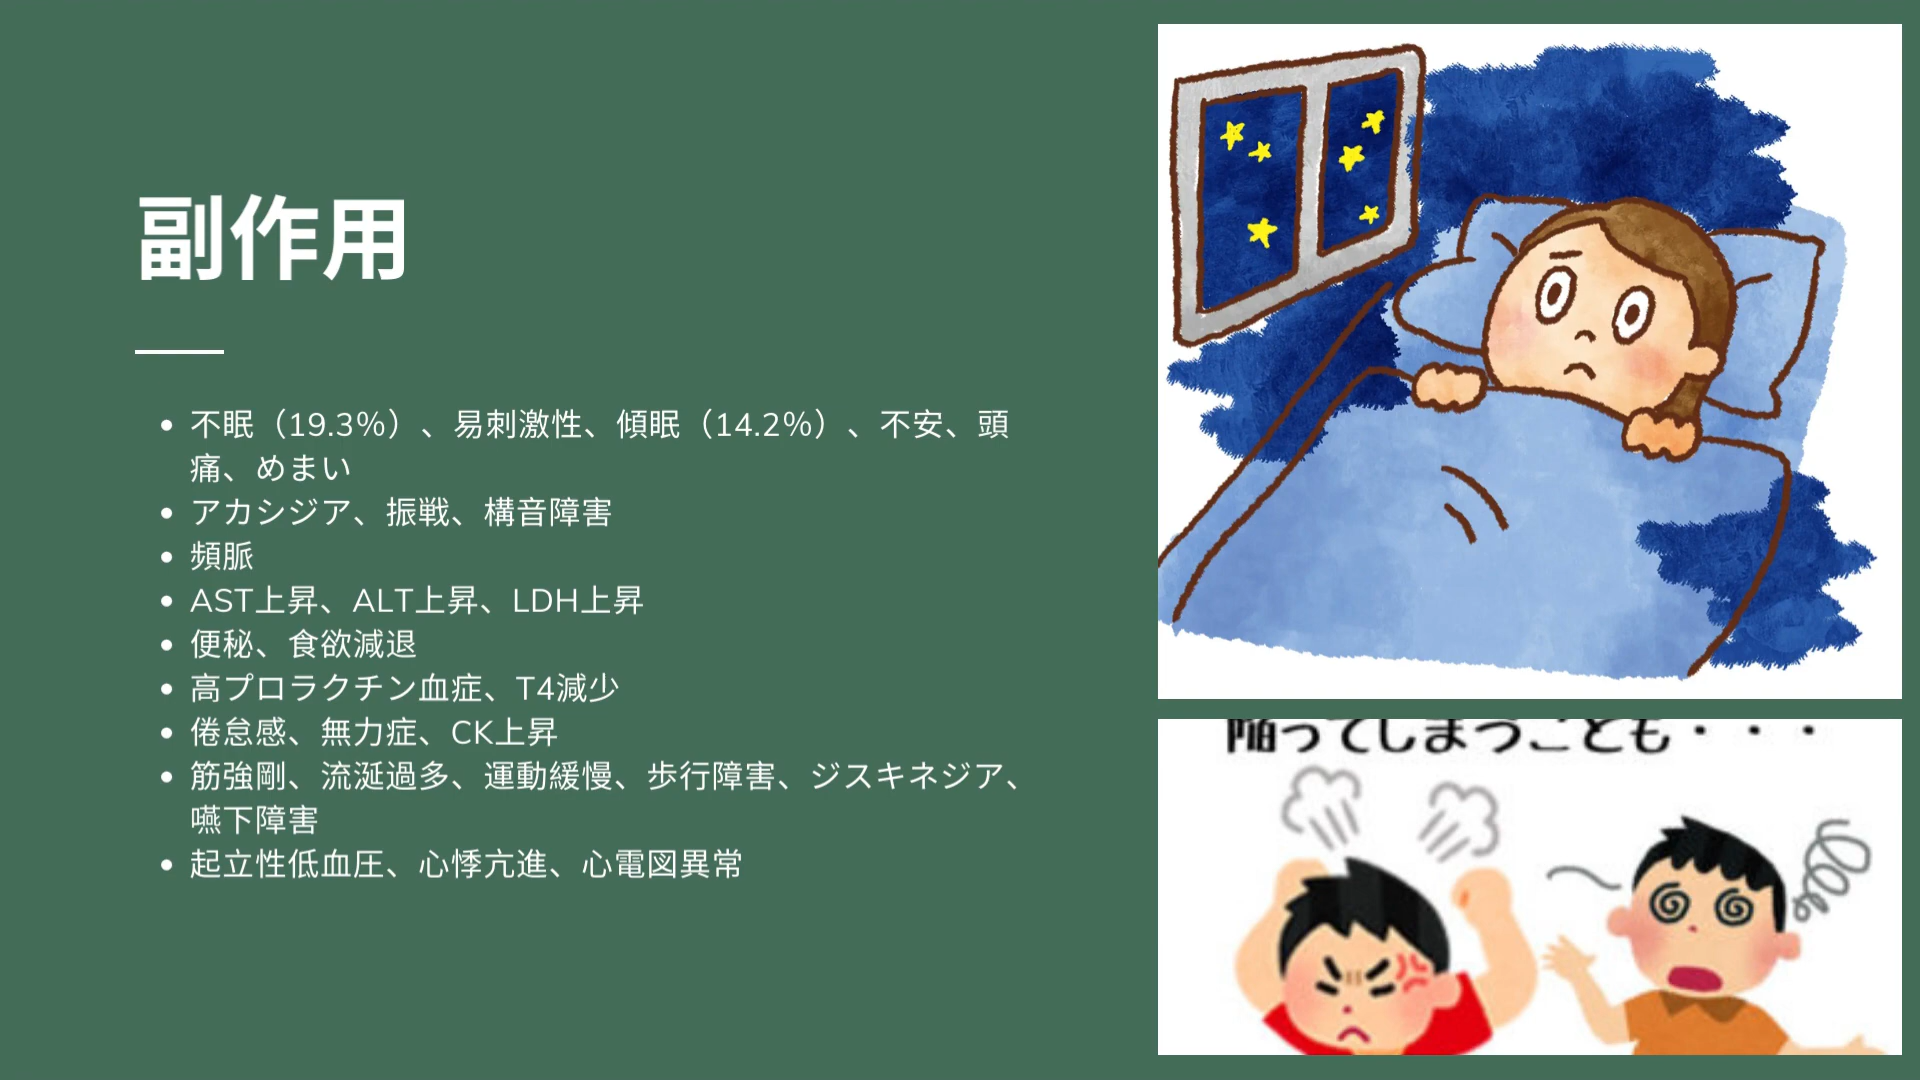 副作用
不眠（19.3%）、易刺激性、傾眠（14.2%）、不安、頭
痛、めまい
アカシジア、振戦、構音障害
頻脈
AST上昇、ALT上昇、LDH上昇
便秘、食欲減退
高プロラクチン血症、T4減少
倦怠感、無力症、CK上昇
筋強剛、流涎過多、運動緩慢、歩行障害、ジスキネジア、
嚥下障害
起立性低血圧、心悸亢進、心電図異常
陥ってしまうことも・・・